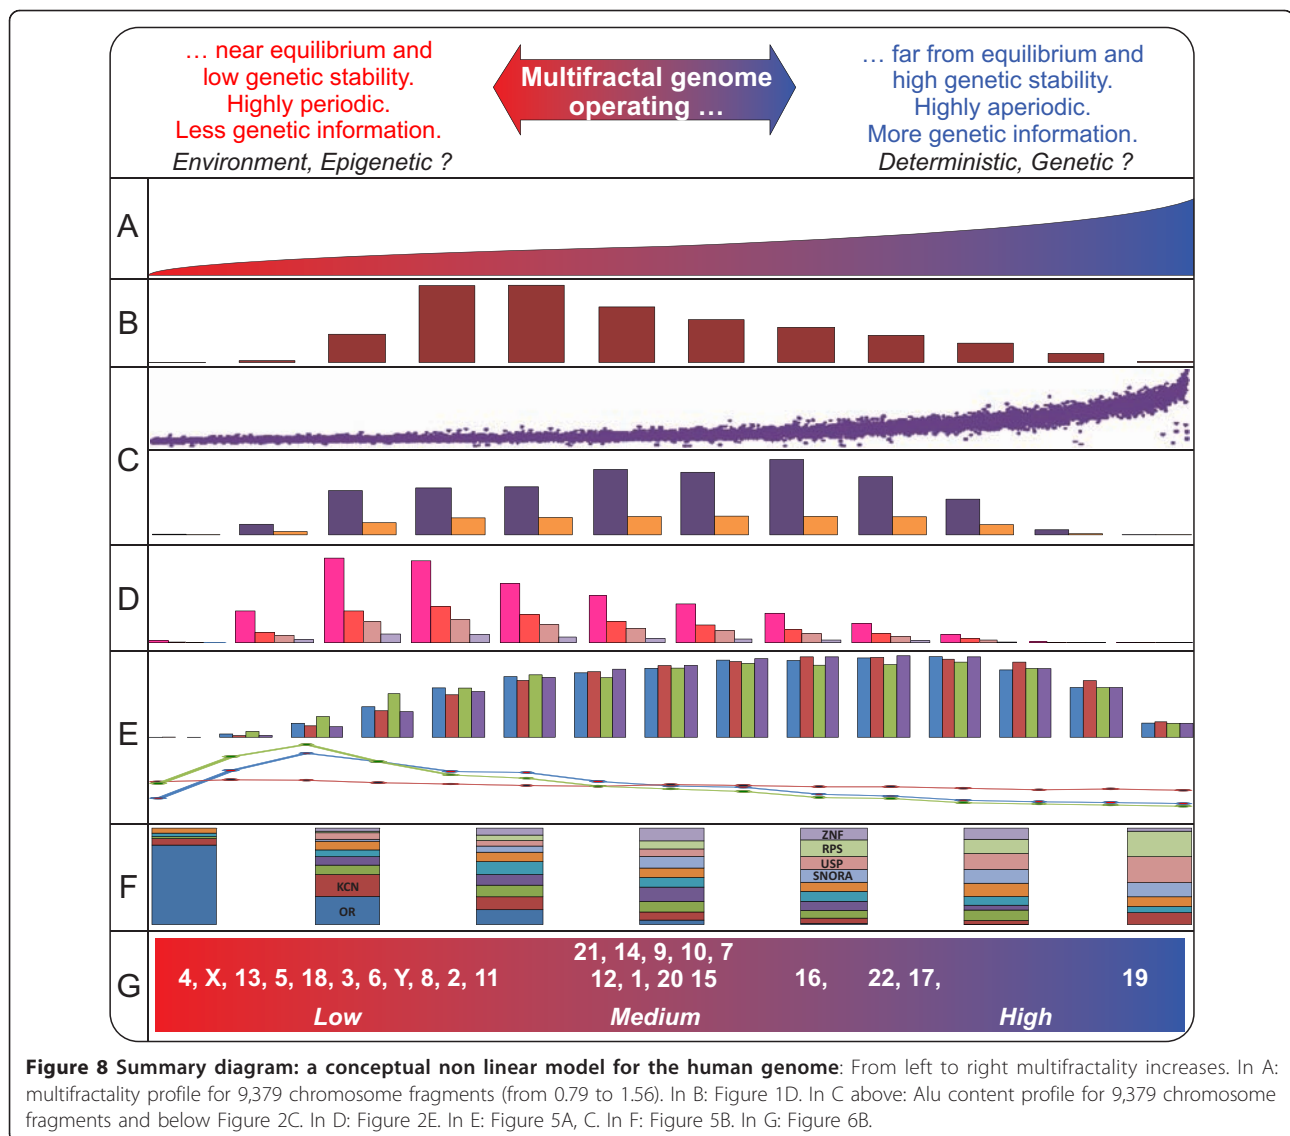 ... near equilibrium and
low genetic stability.
Highly periodic.
Less genetic information.
Environment, Epigenetic ?
Multifractal genome
operating ...
... far from equilibrium and
high genetic stability.
Highly aperiodic.
More genetic information.
Deterministic, Genetic ?
A
B
C
D
E
F
KCN
OR
ZNF
RPS
USP
SNORA
G
4, X, 13, 5, 18, 3, 6, Y, 8, 2, 11
21, 14, 9, 10, 7
12, 1, 20 15
16,
22, 17,
19
Low
Medium
High
Figure 8 Summary diagram: a conceptual non linear model for the human genome: From left to right multifractality increases. In A:
multifractality profile for 9,379 chromosome fragments (from 0.79 to 1.56). In B: Figure 1D. In C above: Alu content profile for 9,379 chromosome
fragments and below Figure 2C. In D: Figure 2E. In E: Figure 5A, C. In F: Figure 5B. In G: Figure 6B.